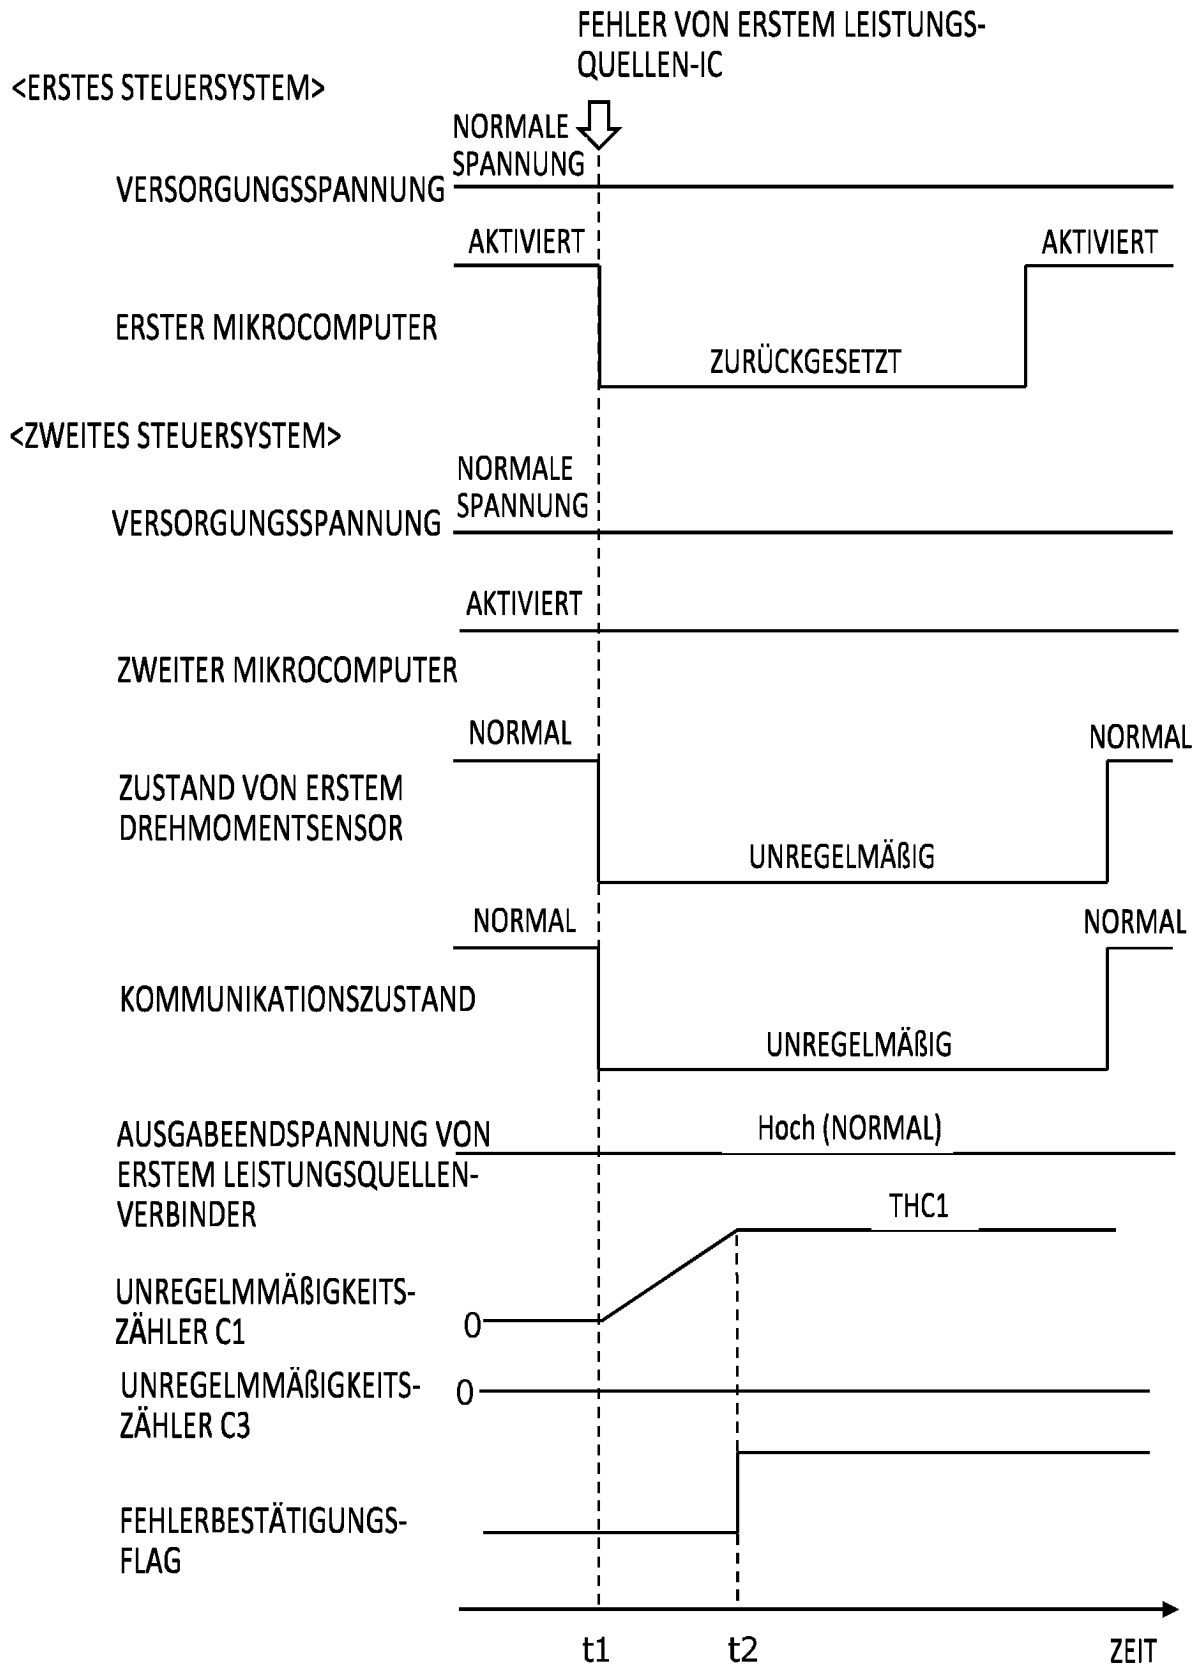 FEHLER VON ERSTEM LEISTUNGS-
QUELLEN-IC
<ERSTES STEUERSYSTEM>
NORMALE
SPANNUNG
VERSORGUNGSSPANNUNG
AKTIVIERT
AKTIVIERT
ERSTER MIKROCOMPUTER
ZURÜCKGESETZT
<ZWEITES STEUERSYSTEM>
NORMALE
SPANNUNG
VERSORGUNGSSPANNUNG
AKTIVIERT
ZWEITER MIKROCOMPUTER
NORMAL
NORMAL
ZUSTAND VON ERSTEM
DREHMOMENTSENSOR
UNREGELMÄßIG
NORMAL
NORMAL
KOMMUNIKATIONSZUSTAND
UNREGELMÄßIG
AUSGABEENDSPANNUNG VON
ERSTEM LEISTUNGSQUELLEN-
VERBINDER
Hoch (NORMAL)
THC1
UNREGELMMÄßIGKEITS-
ZÄHLER C1
0
UNREGELMMÄßIGKEITS-
ZÄHLER C3
0
FEHLERBESTÄTIGUNGS-
FLAG
t1
t2
ZEIT